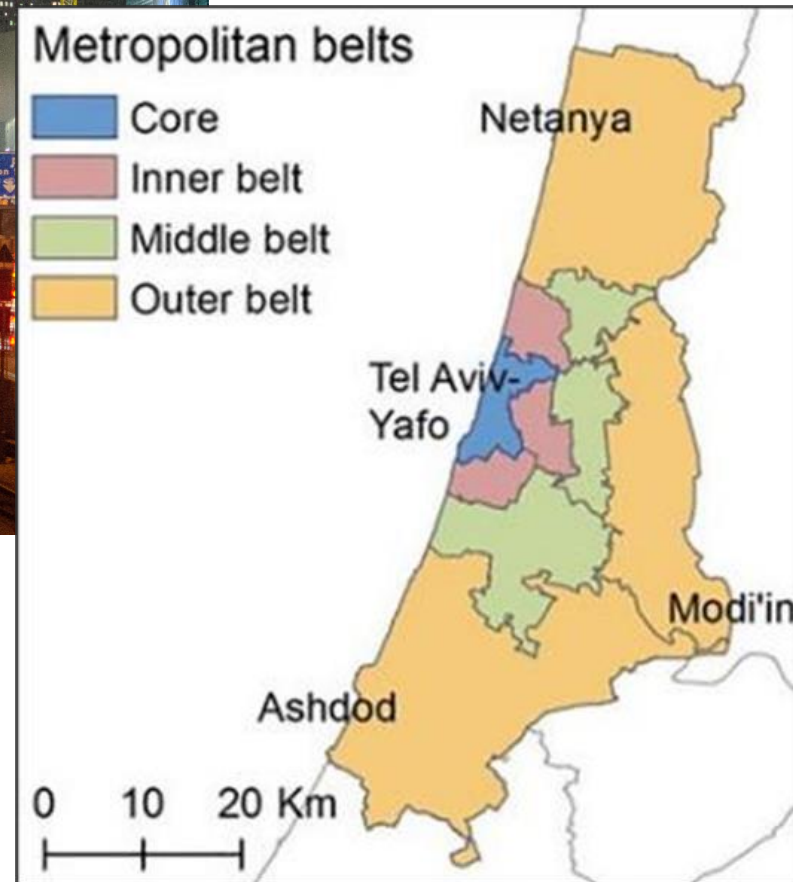 Metropolitan belts
Core
Inner belt
Middle belt
Outer belt
Netanya
Tel Aviv-
Yafo
Modi'in
Ashdod
0 10 20 Km